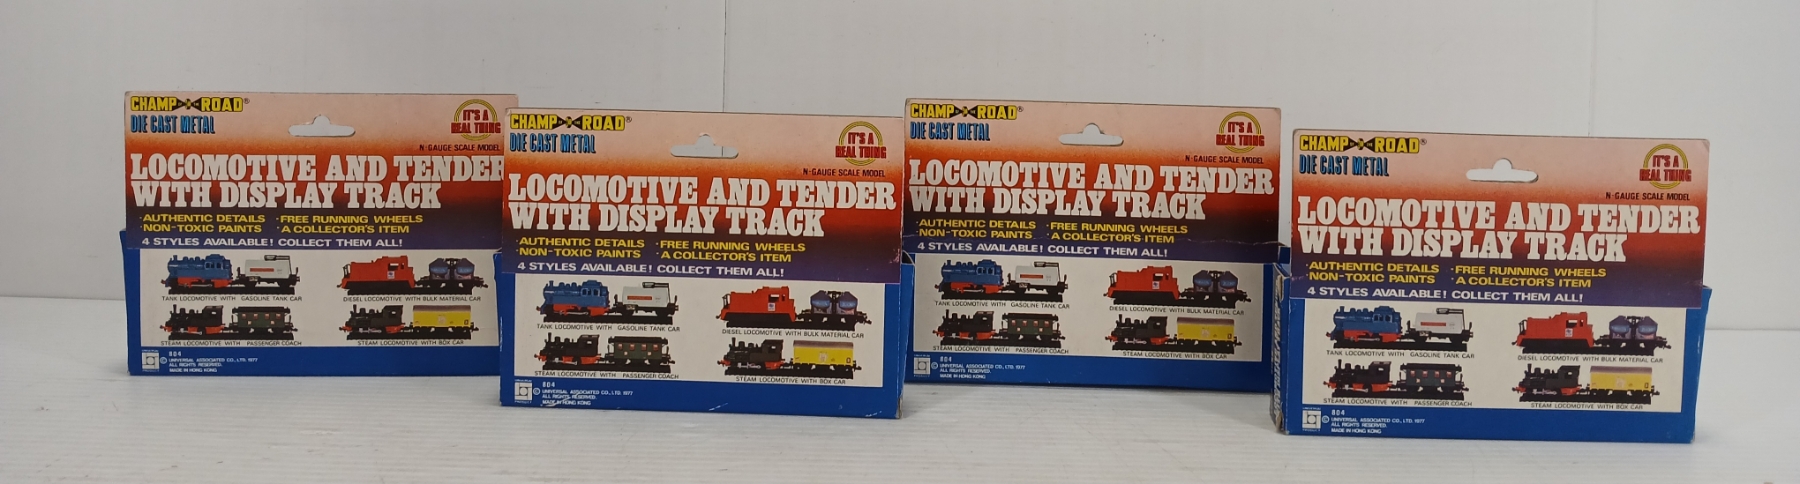 CHAMP OF THE ROAD®
DIE CAST METAL
IT'S A
REAL THING
N-GAUGE SCALE MODEL
LOCOMOTIVE AND TENDER
WITH DISPLAY TRACK
·AUTHENTIC DETAILS ·FREE RUNNING WHEELS
·NON-TOXIC PAINTS ·A COLLECTOR'S ITEM
4 STYLES AVAILABLE! COLLECT THEM ALL!
TANK LOCOMOTIVE WITH GASOLINE TANK CAR
DIESEL LOCOMOTIVE WITH BULK MATERIAL CAR
STEAM LOCOMOTIVE WITH PASSENGER COACH
STEAM LOCOMOTIVE WITH BOX CAR
804
© UNIVERSAL ASSOCIATED CO., LTD. 1977
ALL RIGHTS RESERVED.
MADE IN HONG KONG
CHAMP OF THE ROAD®
DIE CAST METAL
IT'S A
REAL THING
N-GAUGE SCALE MODEL
LOCOMOTIVE AND TENDER
WITH DISPLAY TRACK
·AUTHENTIC DETAILS ·FREE RUNNING WHEELS
·NON-TOXIC PAINTS ·A COLLECTOR'S ITEM
4 STYLES AVAILABLE! COLLECT THEM ALL!
TANK LOCOMOTIVE WITH GASOLINE TANK CAR
DIESEL LOCOMOTIVE WITH BULK MATERIAL CAR
STEAM LOCOMOTIVE WITH PASSENGER COACH
STEAM LOCOMOTIVE WITH BOX CAR
804
© UNIVERSAL ASSOCIATED CO., LTD. 1977
ALL RIGHTS RESERVED.
MADE IN HONG KONG
CHAMP OF THE ROAD®
DIE CAST METAL
IT'S A
REAL THING
N-GAUGE SCALE MODEL
LOCOMOTIVE AND TENDER
WITH DISPLAY TRACK
·AUTHENTIC DETAILS ·FREE RUNNING WHEELS
·NON-TOXIC PAINTS ·A COLLECTOR'S ITEM
4 STYLES AVAILABLE! COLLECT THEM ALL!
TANK LOCOMOTIVE WITH GASOLINE TANK CAR
DIESEL LOCOMOTIVE WITH BULK MATERIAL CAR
STEAM LOCOMOTIVE WITH PASSENGER COACH
STEAM LOCOMOTIVE WITH BOX CAR
804
© UNIVERSAL ASSOCIATED CO., LTD. 1977
ALL RIGHTS RESERVED.
MADE IN HONG KONG
CHAMP OF THE ROAD®
DIE CAST METAL
IT'S A
REAL THING
N-GAUGE SCALE MODEL
LOCOMOTIVE AND TENDER
WITH DISPLAY TRACK
·AUTHENTIC DETAILS ·FREE RUNNING WHEELS
·NON-TOXIC PAINTS ·A COLLECTOR'S ITEM
4 STYLES AVAILABLE! COLLECT THEM ALL!
TANK LOCOMOTIVE WITH GASOLINE TANK CAR
DIESEL LOCOMOTIVE WITH BULK MATERIAL CAR
STEAM LOCOMOTIVE WITH PASSENGER COACH
STEAM LOCOMOTIVE WITH BOX CAR
804
© UNIVERSAL ASSOCIATED CO., LTD. 1977
ALL RIGHTS RESERVED.
MADE IN HONG KONG